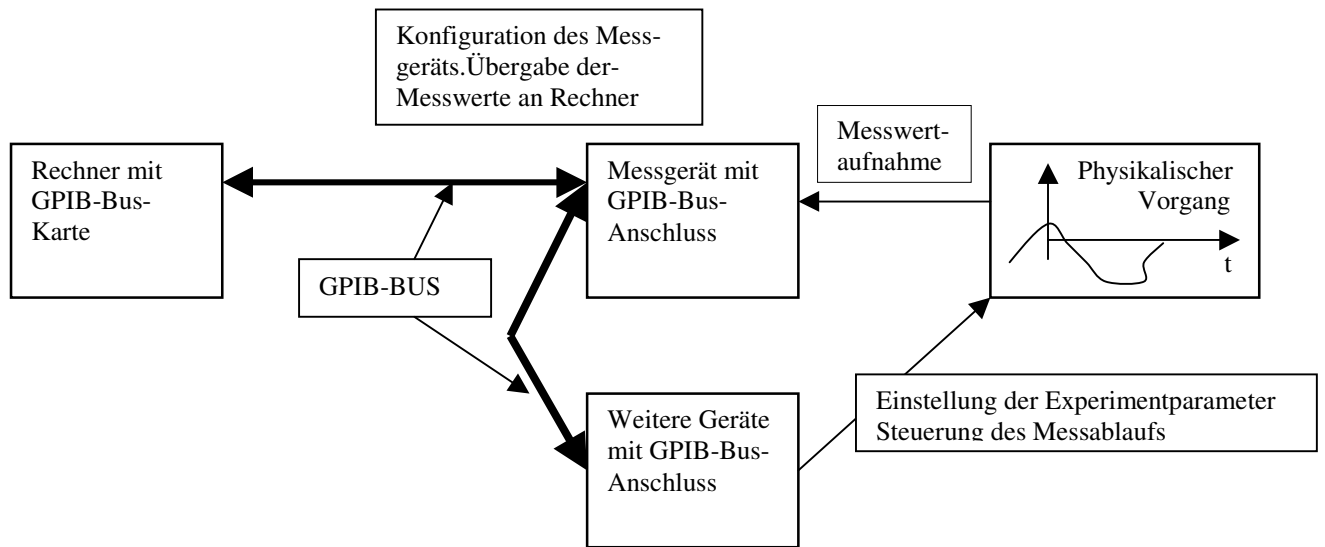 Konfiguration des Mess-
geräts.Übergabe der-
Messwerte an Rechner
Messwert-
aufnahme
Rechner mit
GPIB-Bus-
Karte
Messgerät mit
GPIB-Bus-
Anschluss
Physikalischer
Vorgang
t
GPIB-BUS
Weitere Geräte
mit GPIB-Bus-
Anschluss
Einstellung der Experimentparameter
Steuerung des Messablaufs